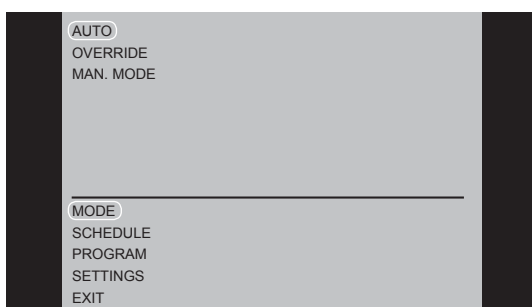 AUTO
OVERRIDE
MAN. MODE
MODE
SCHEDULE
PROGRAM
SETTINGS
EXIT